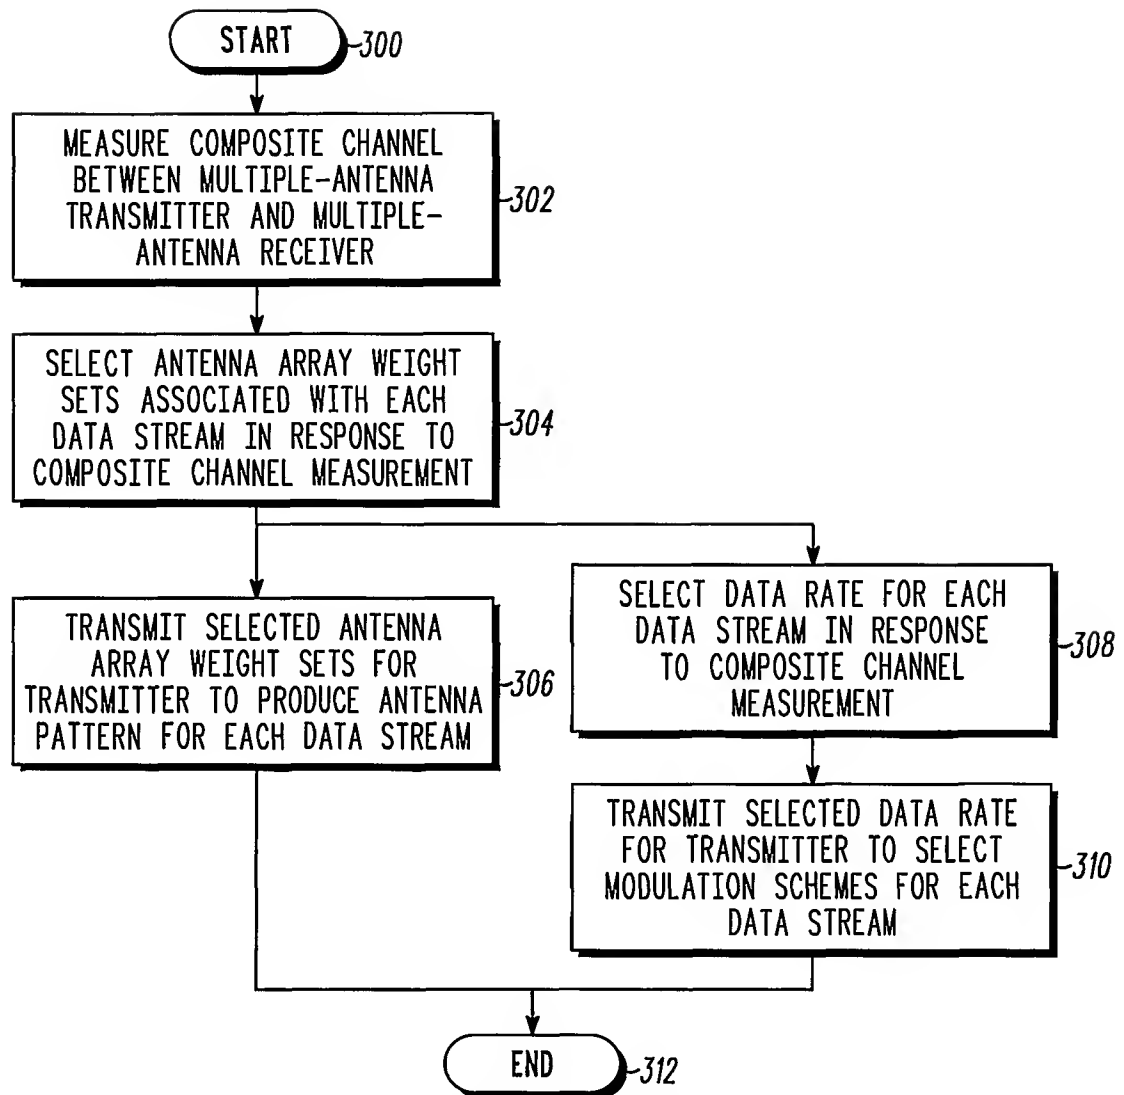 START
300
MEASURE COMPOSITE CHANNEL
BETWEEN MULTIPLE-ANTENNA
TRANSMITTER AND MULTIPLE-
ANTENNA RECEIVER
302
SELECT ANTENNA ARRAY WEIGHT
SETS ASSOCIATED WITH EACH
DATA STREAM IN RESPONSE TO
COMPOSITE CHANNEL MEASUREMENT
304
TRANSMIT SELECTED ANTENNA
ARRAY WEIGHT SETS FOR
TRANSMITTER TO PRODUCE ANTENNA
PATTERN FOR EACH DATA STREAM
306
SELECT DATA RATE FOR EACH
DATA STREAM IN RESPONSE
TO COMPOSITE CHANNEL
MEASUREMENT
308
TRANSMIT SELECTED DATA RATE
FOR TRANSMITTER TO SELECT
MODULATION SCHEMES FOR EACH
DATA STREAM
310
END
312